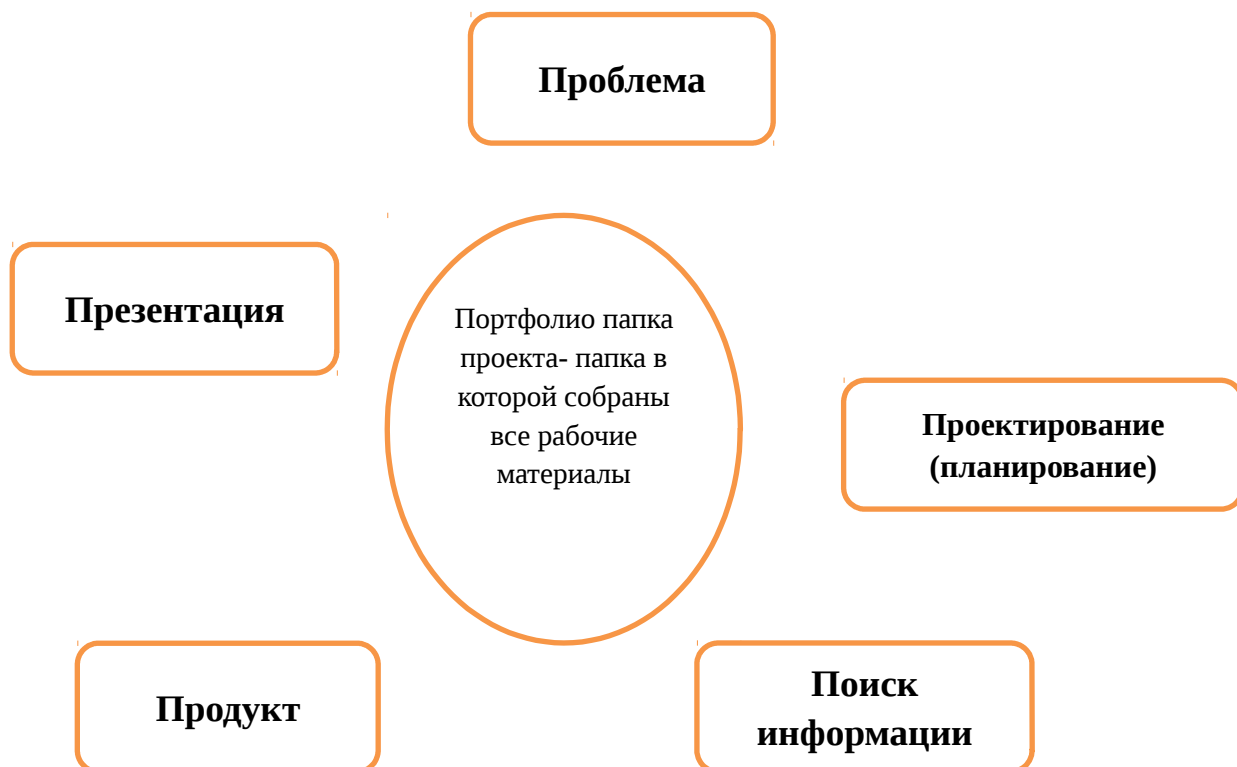 Проблема
Презентация
Портфолио папка
проекта- папка в
которой собраны
все рабочие
материалы
Проектирование
(планирование)
Продукт
Поиск
информации